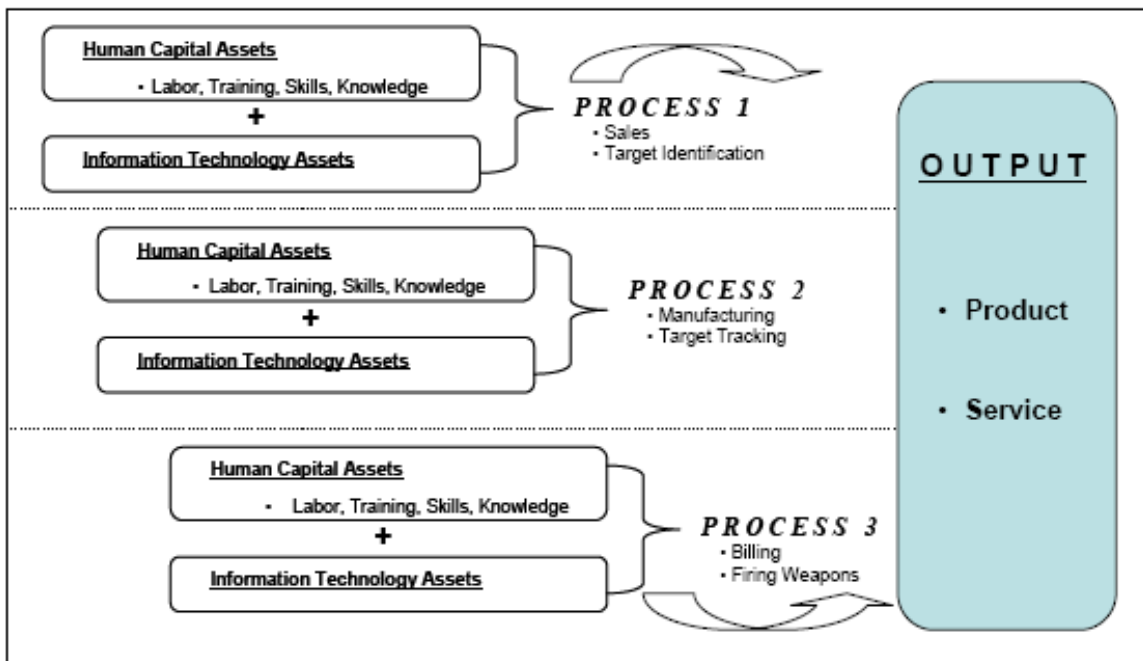 Human Capital Assets
• Labor, Training, Skills, Knowledge
+
Information Technology Assets
PROCESS 1
• Sales
• Target Identification
Human Capital Assets
• Labor, Training, Skills, Knowledge
+
Information Technology Assets
PROCESS 2
• Manufacturing
• Target Tracking
Human Capital Assets
• Labor, Training, Skills, Knowledge
+
Information Technology Assets
PROCESS 3
• Billing
• Firing Weapons
OUTPUT
• Product
• Service